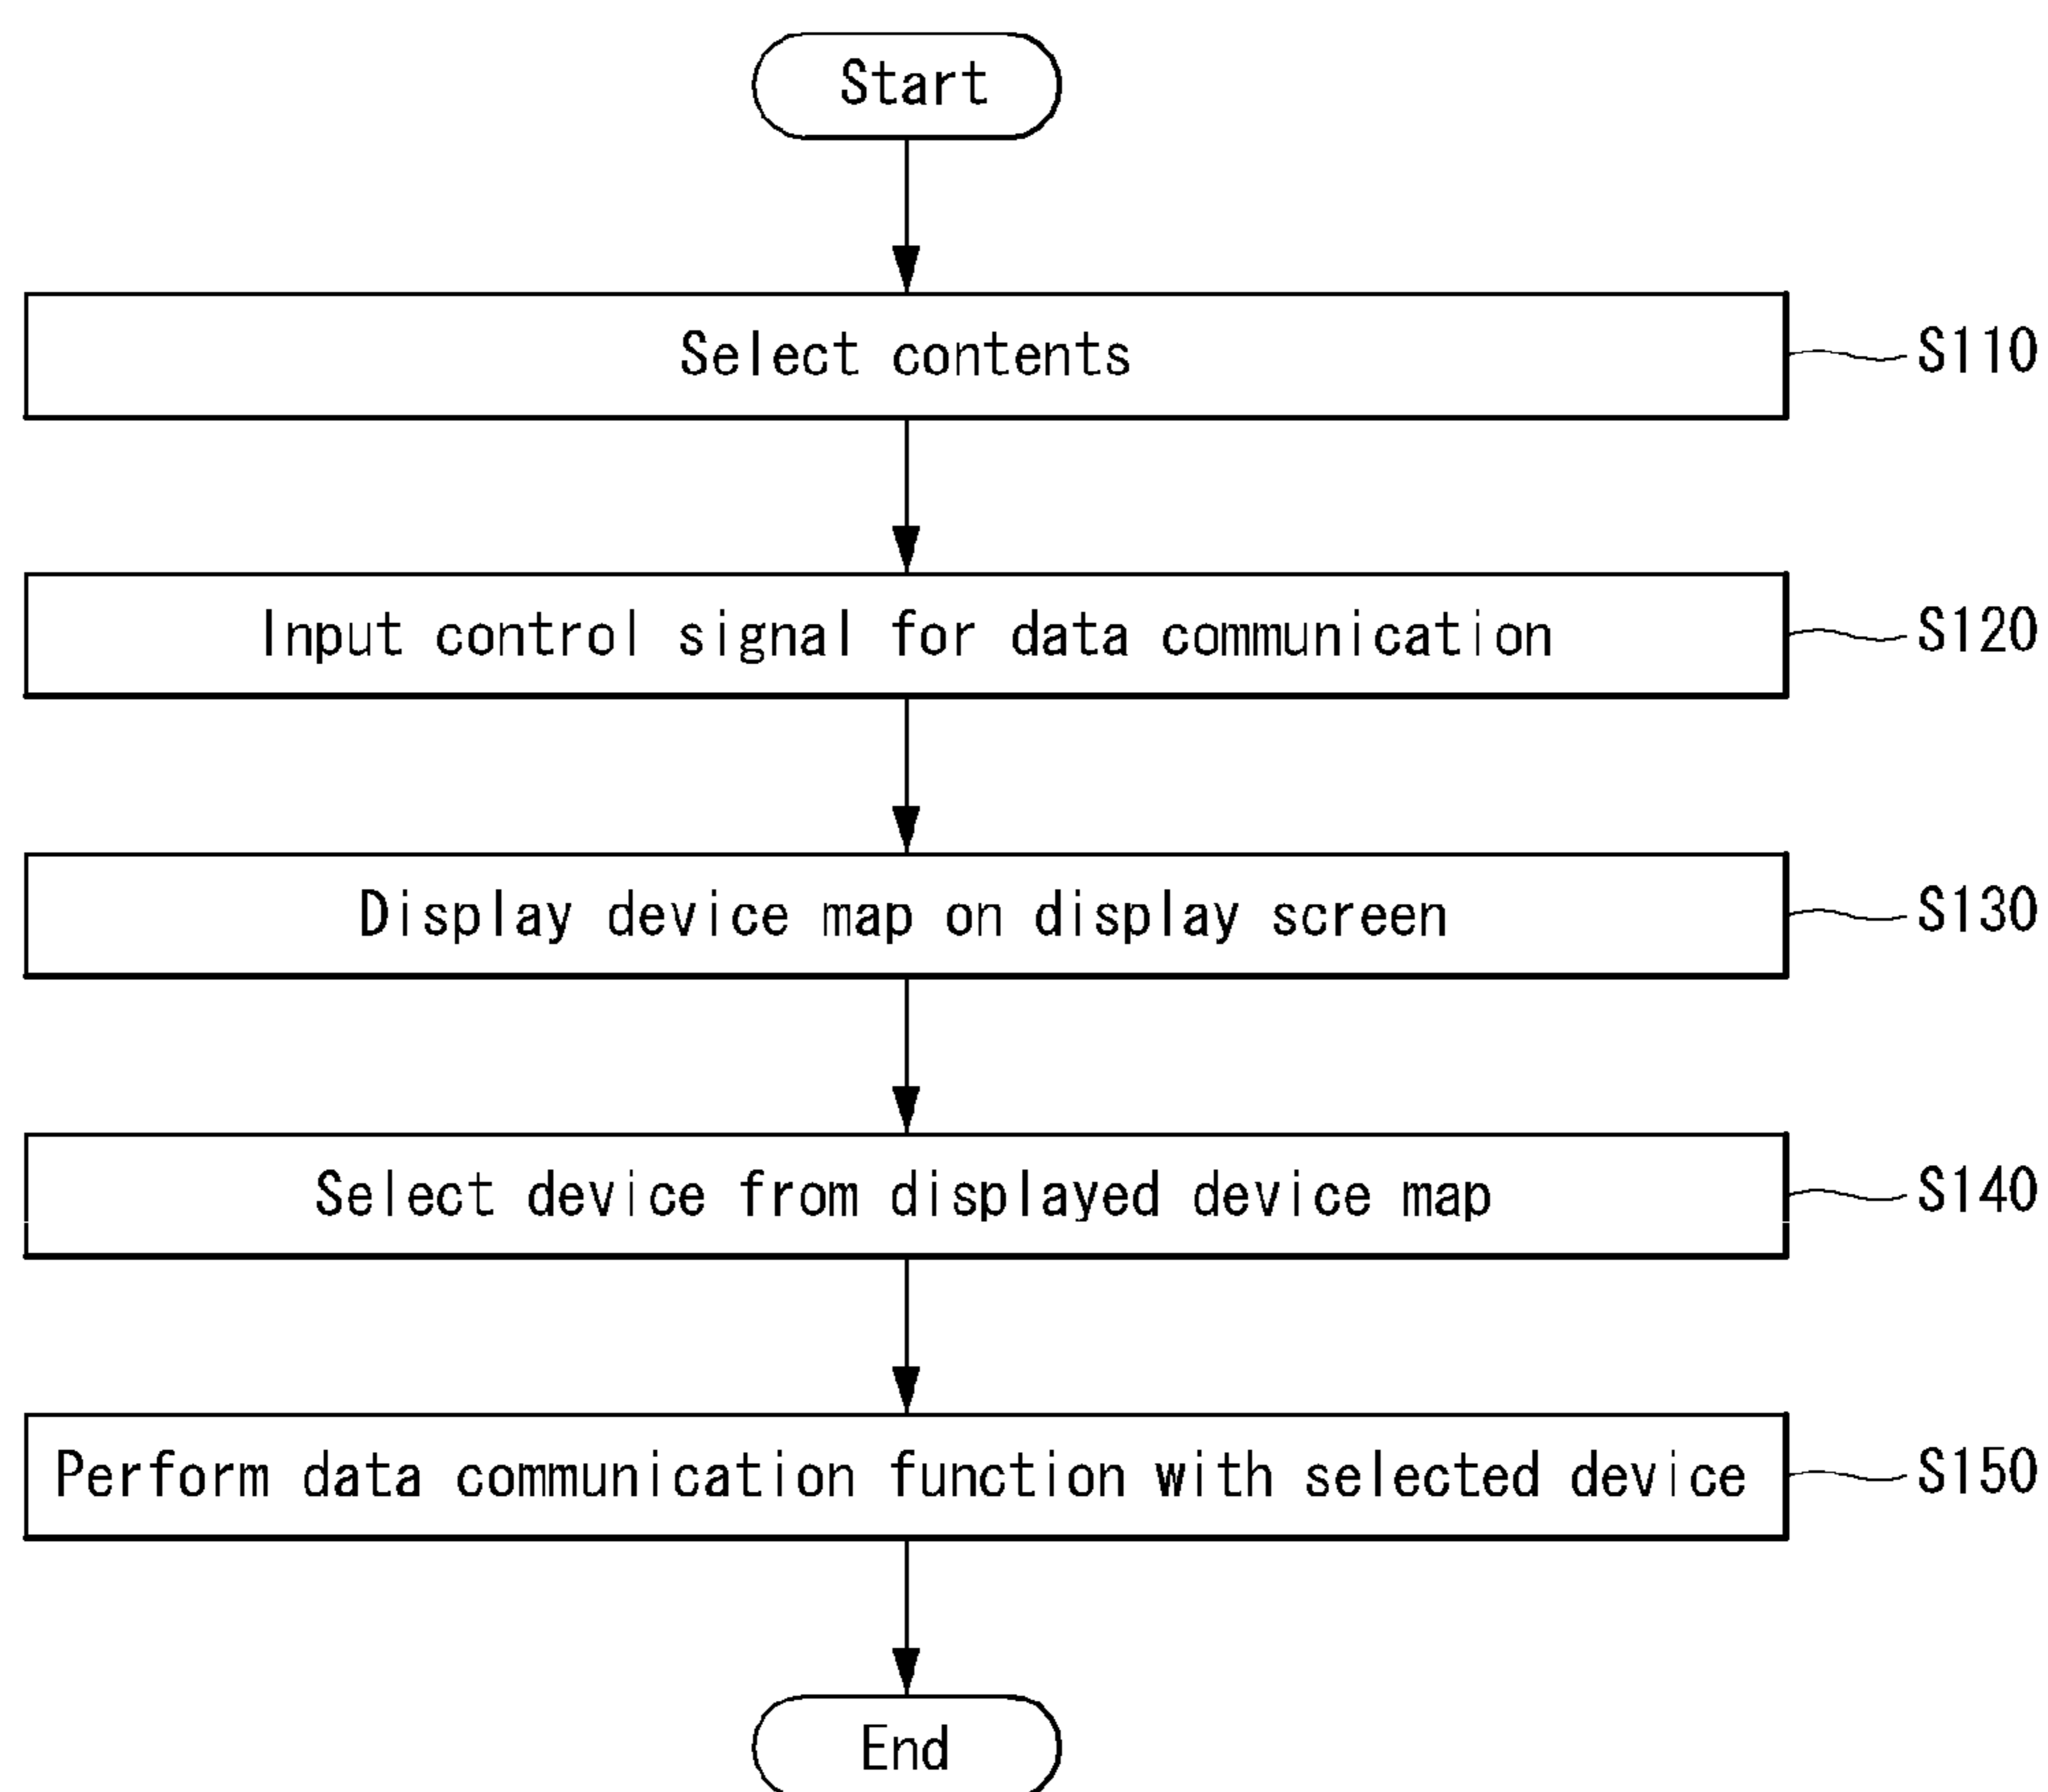 Start
Select contents
S110
Input control signal for data communication
S120
Display device map on display screen
S130
Select device from displayed device map
S140
Perform data communication function with selected device
S150
End